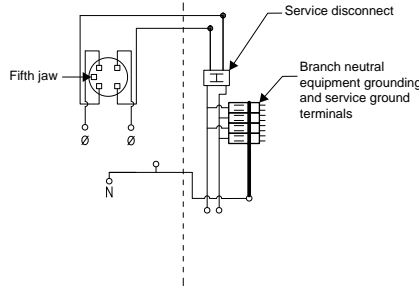 Service disconnect
Fifth jaw
Branch neutral
equipment grounding
and service ground
terminals
Ø Ø
N